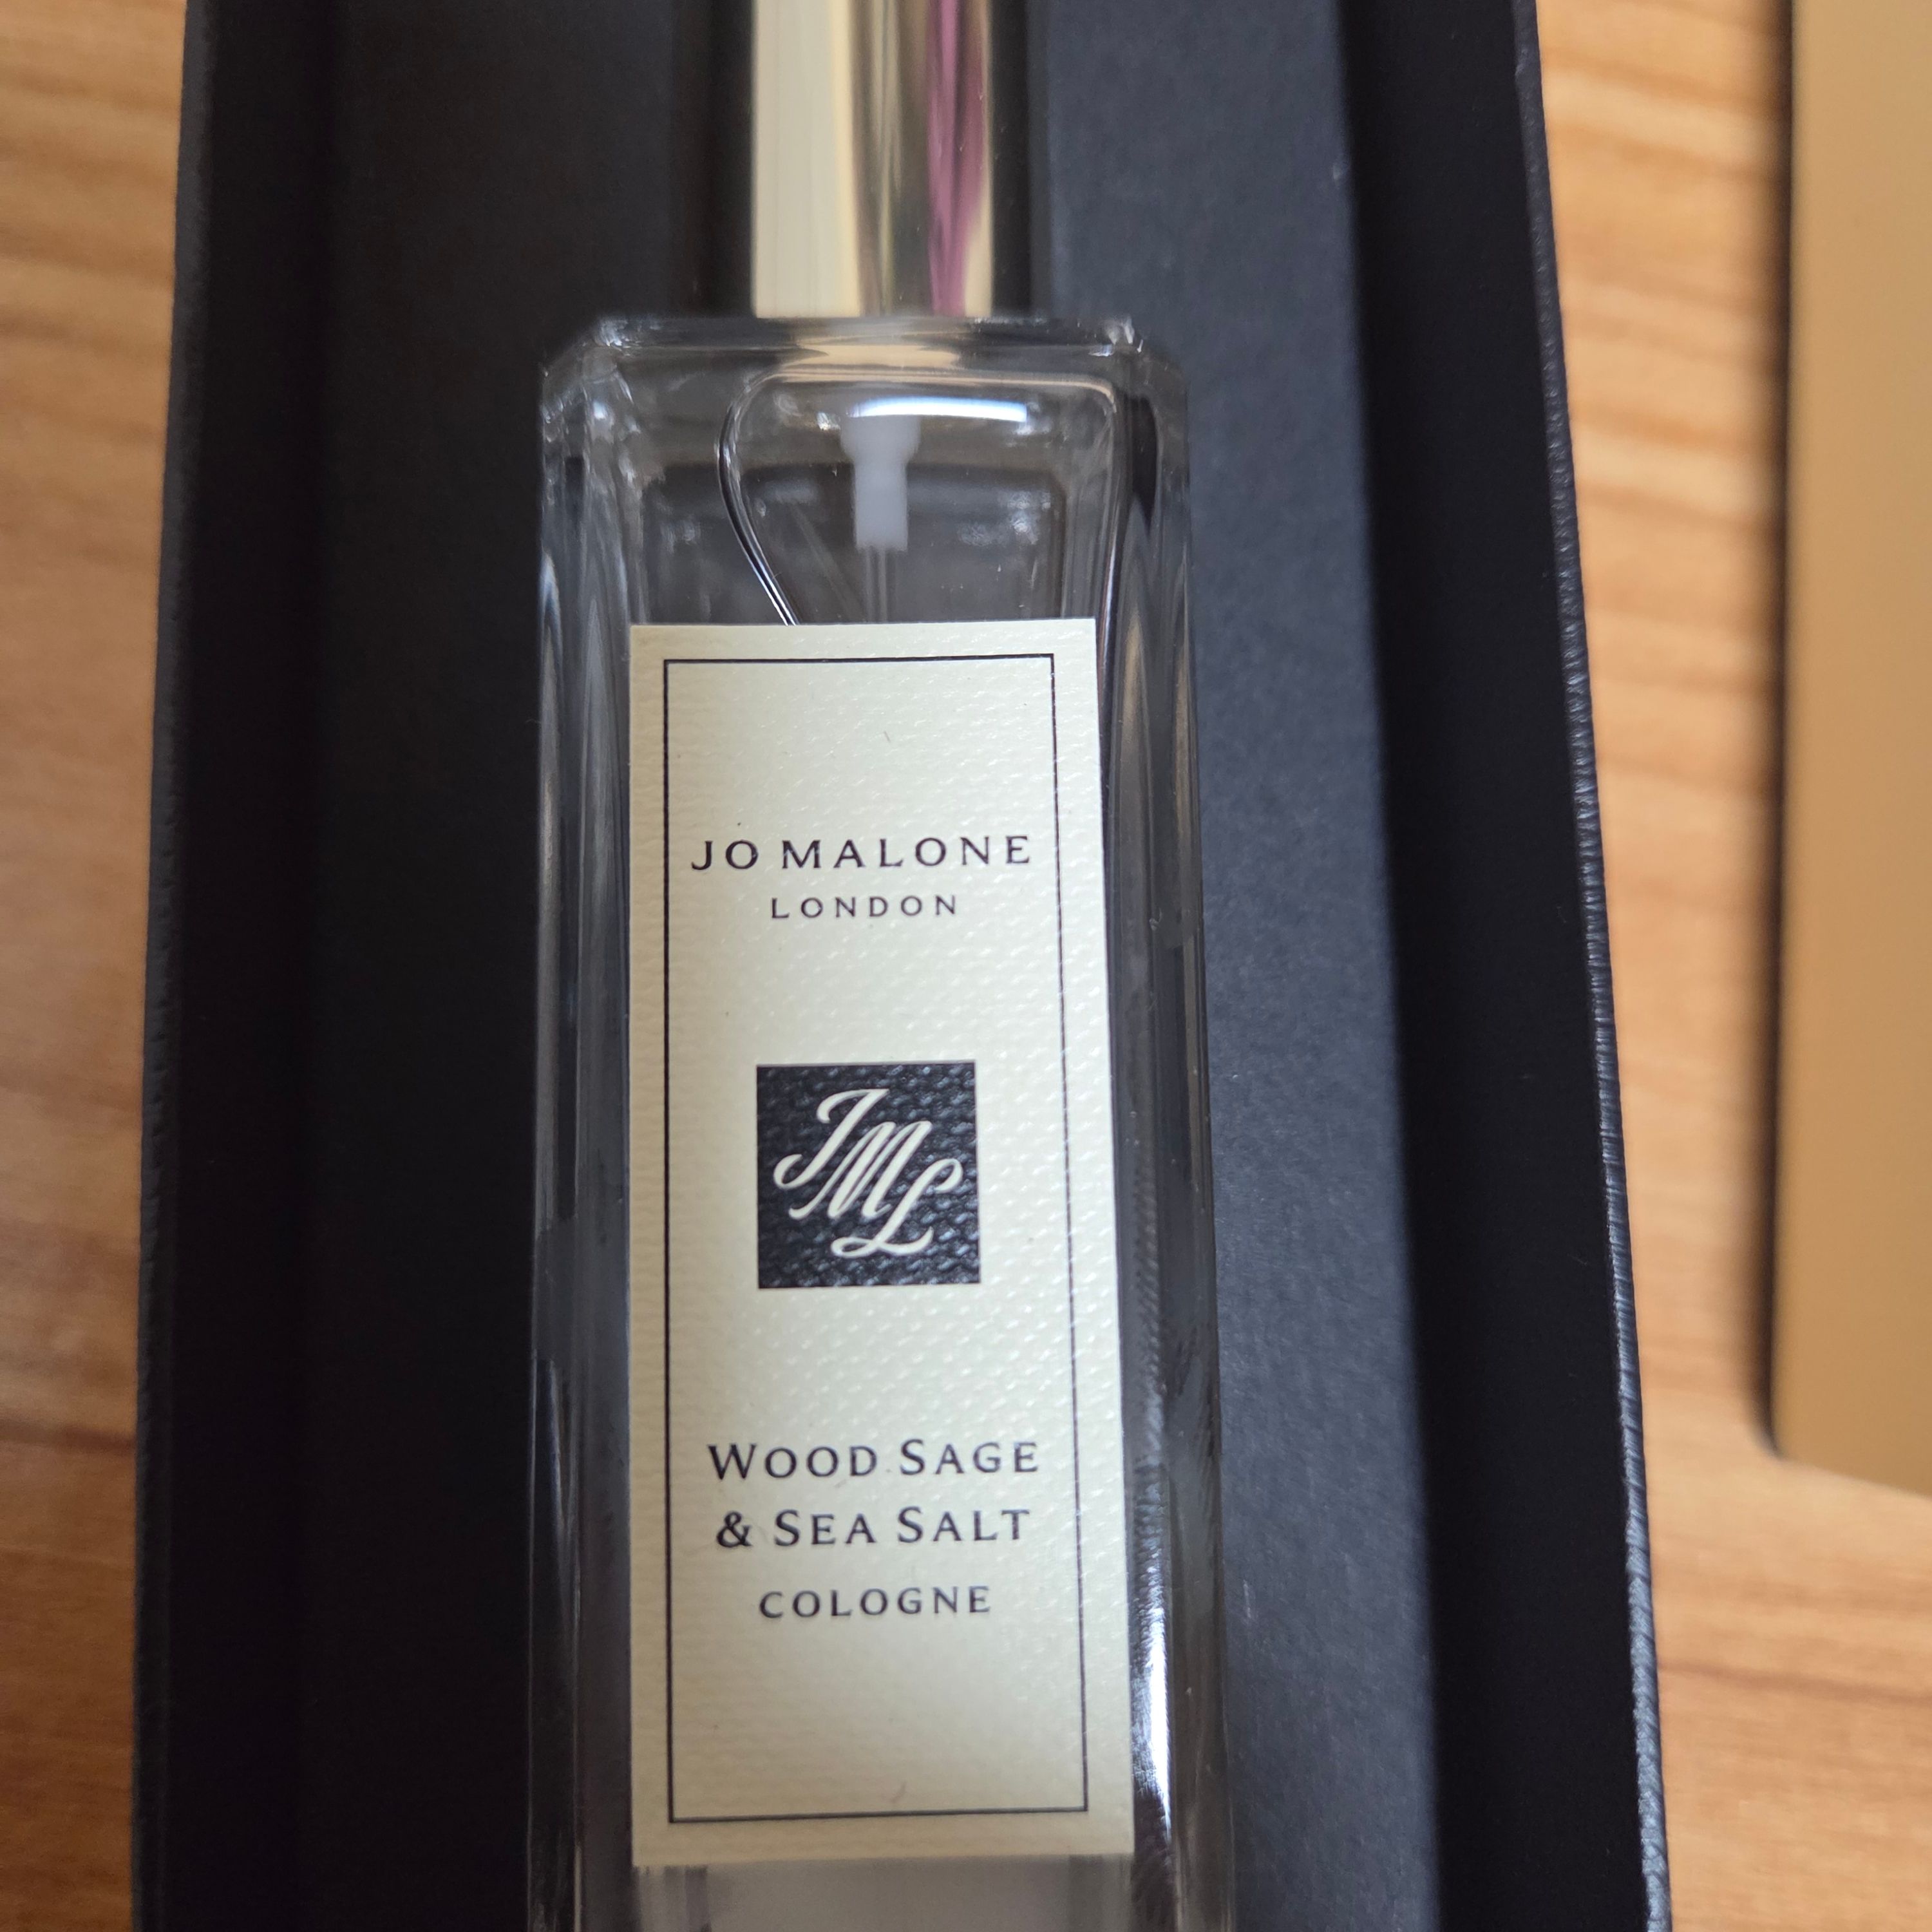 JO MALONE
LONDON
JML
WOOD SAGE
& SEA SALT
COLOGNE